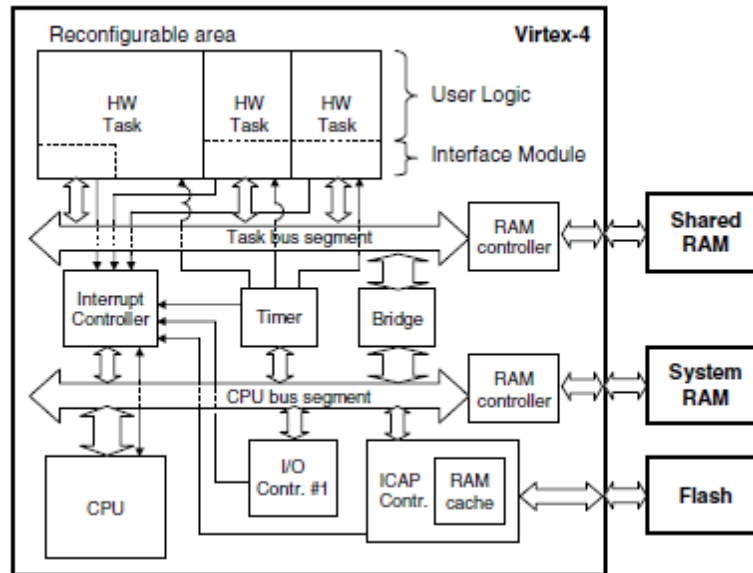 Reconfigurable area
Virtex-4
HW
Task
HW
Task
HW
Task
User Logic
Interface Module
Task bus segment
RAM
controller
Shared
RAM
Interrupt
Controller
Timer
Bridge
CPU bus segment
RAM
controller
System
RAM
CPU
I/O
Contr. #1
ICAP
Contr.
RAM
cache
Flash